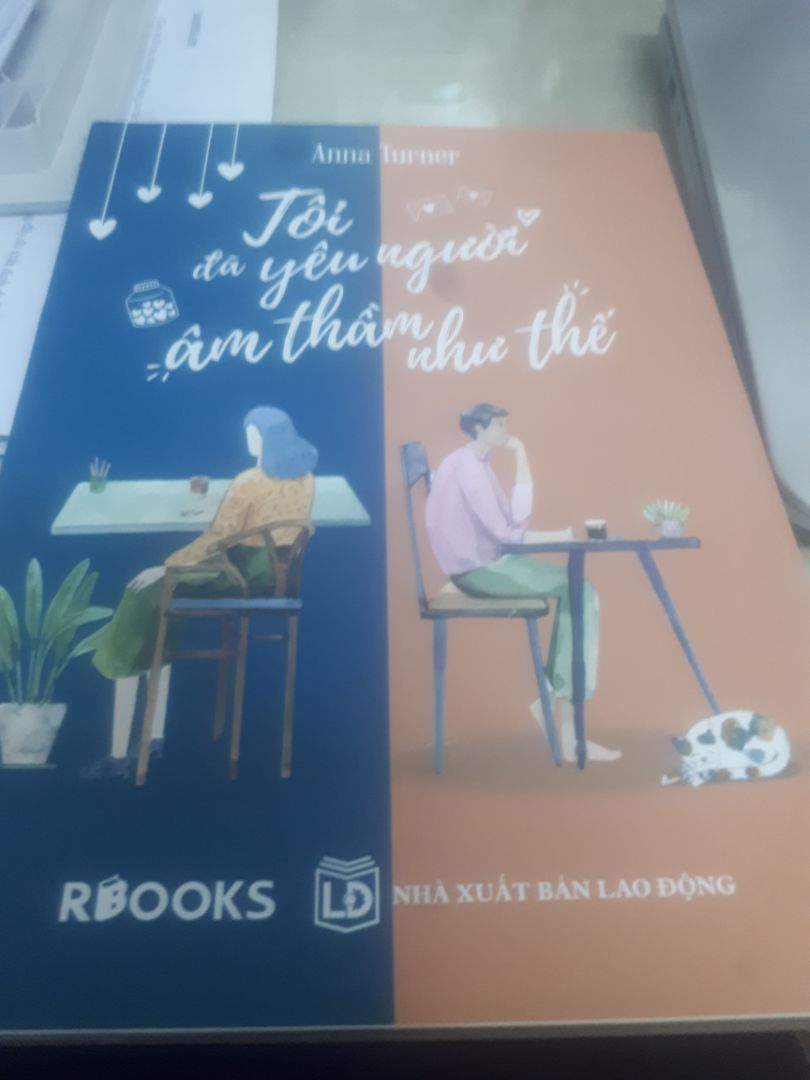 Anna Turner
Tôi
đã yêu người
âm thầm như thế
RBOOKS
LĐ NHÀ XUẤT BẢN LAO ĐỘNG